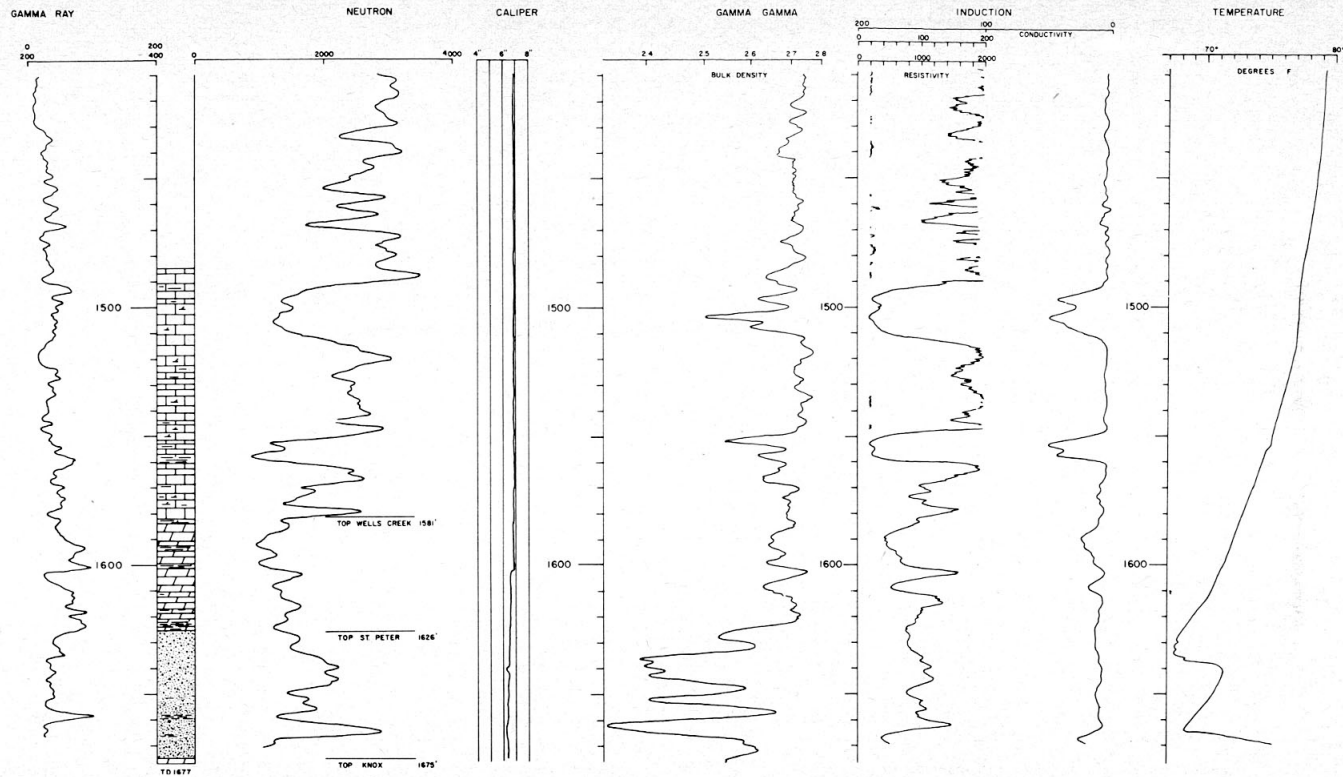 GAMMA RAY
NEUTRON
CALIPER
GAMMA GAMMA
INDUCTION
TEMPERATURE
200 100 0
CONDUCTIVITY
0 200
200 400
0 2000 4000
4" 6" 8"
2.4 2.5 2.6 2.7 2.8
0 100 200
0 1000 2000
70° 80°
BULK DENSITY
RESISTIVITY
DEGREES F
1500
1500
1500
1500
TOP WELLS CREEK 1581'
1600
1600
1600
1600
TOP ST PETER 1626'
TOP KNOX 1675'
TD 1677